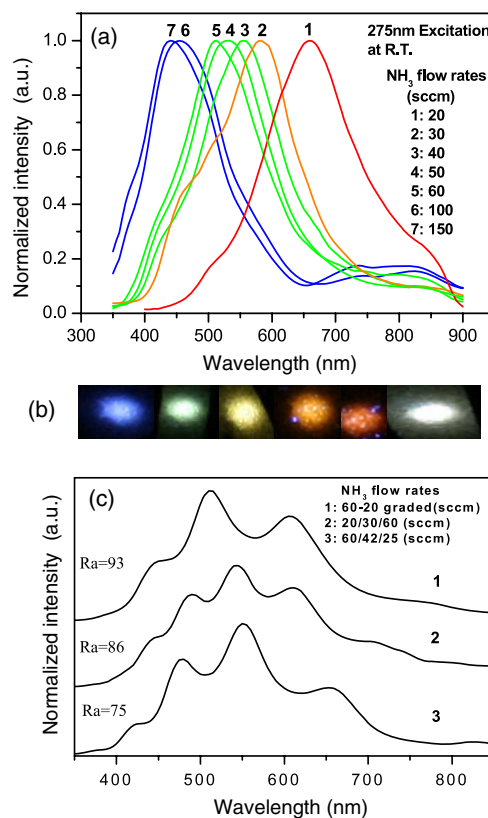 (a)
7 6 5 4 3 2 1
275nm Excitation
at R.T.
NH3 flow rates
(sccm)
1: 20
2: 30
3: 40
4: 50
5: 60
6: 100
7: 150
Normalized intensity (a.u.)
1.0
0.8
0.6
0.4
0.2
0.0
300 400 500 600 700 800 900
Wavelength (nm)
(b)
(c)
NH3 flow rates
1: 60-20 graded(sccm)
2: 20/30/60 (sccm)
3: 60/42/25 (sccm)
Normalized intensity (a.u.)
Ra=93
1
Ra=86
2
Ra=75
3
400 500 600 700 800
Wavelength (nm)